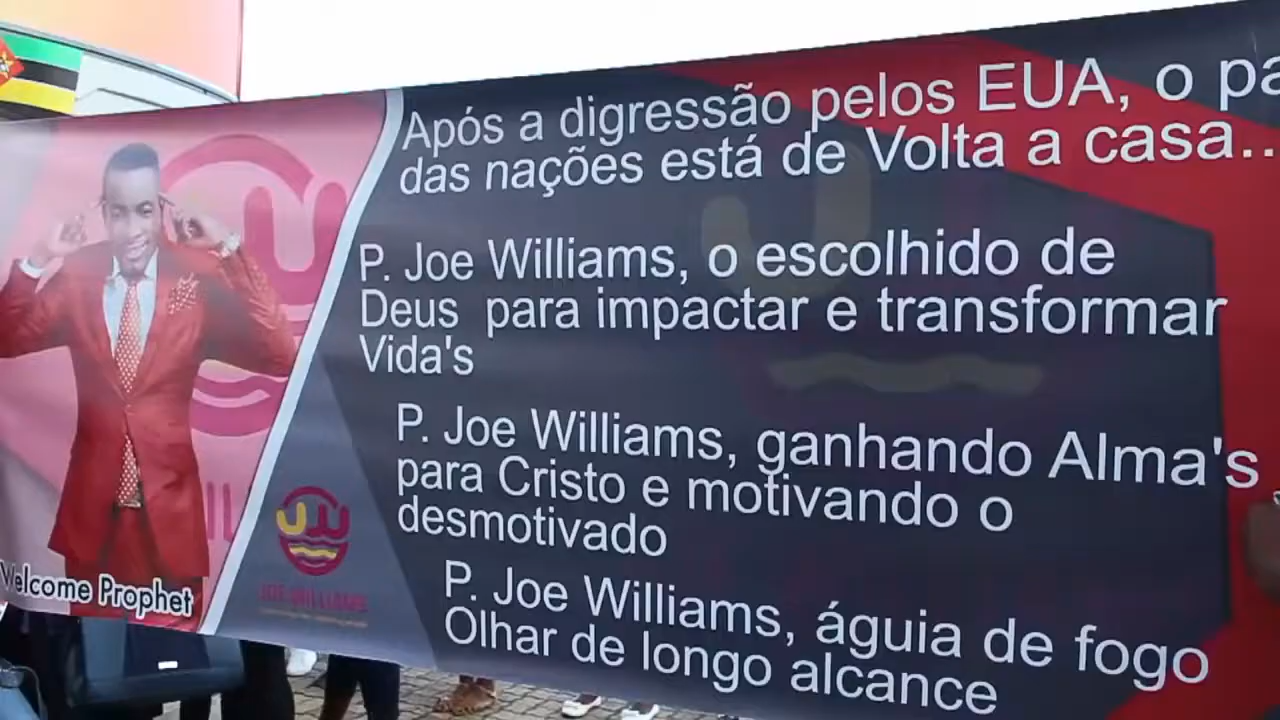 Após a digressão pelos EUA, o pa
das nações está de Volta a casa...
P. Joe Williams, o escolhido de
Deus para impactar e transformar
Vida's
P. Joe Williams, ganhando Alma's
para Cristo e motivando o
desmotivado
P. Joe Williams, águia de fogo
Olhar de longo alcance
Welcome Prophet
JOE WILLIAMS